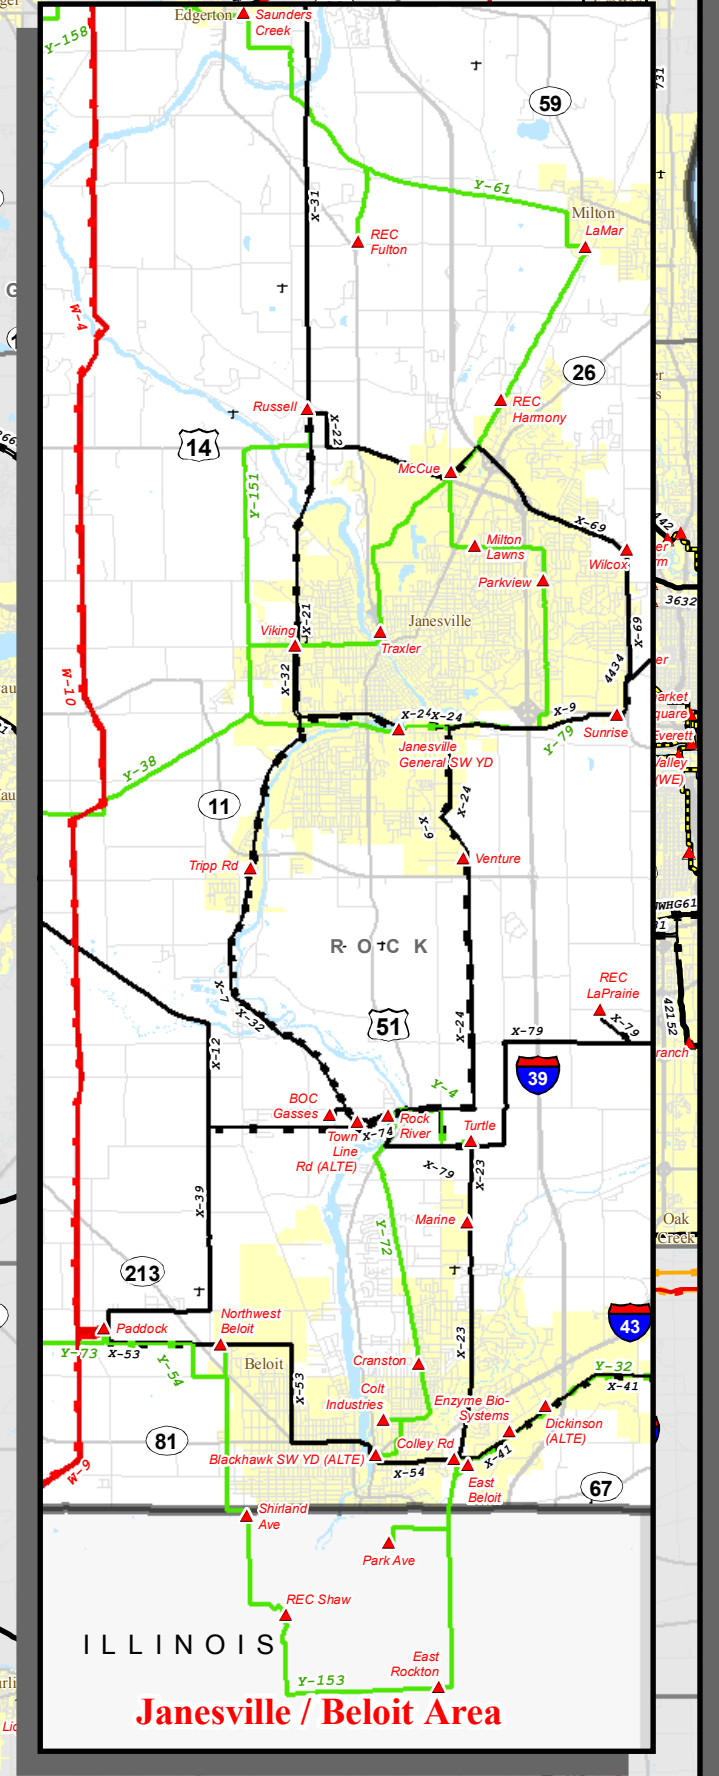 Edgerton
Saunders
Creek
Y-158
59
731
X-31
Y-61
Milton
LaMar
REC
Fulton
G
W-4
26
Russell
X-22
REC
Harmony
14
McCue
Y-151
X-69
442
Milton
Lawns
Wilcox
Parkview
3632
X-21
Janesville
Viking
Traxler
X-69
4434
X-32
W-10
X-24
X-24
X-9
Sunrise
Janesville
General SW YD
Y-79
Y-38
11
X-24
X-9
Venture
Tripp Rd
R O C K
REC
LaPrairie
X-7
X-32
51
X-24
X-79
X-79
42152
X-12
39
Y-4
BOC
Gasses
Rock
River
Town
Line
Rd (ALTE)
X-74
Turtle
X-79
X-23
X-39
Marine
Y-72
Oak
Creek
213
Northwest
Beloit
Paddock
43
Y-73
X-53
Y-54
Beloit
X-53
X-23
Cranston
Colt
Industries
Enzyme Bio-
Systems
Y-32
X-41
Dickinson
(ALTE)
81
Colley Rd
Blackhawk SW YD (ALTE)
X-41
X-54
W-9
East
Beloit
67
Shirland
Ave
Park Ave
REC Shaw
ILLINOIS
East
Rockton
Y-153
Janesville / Beloit Area